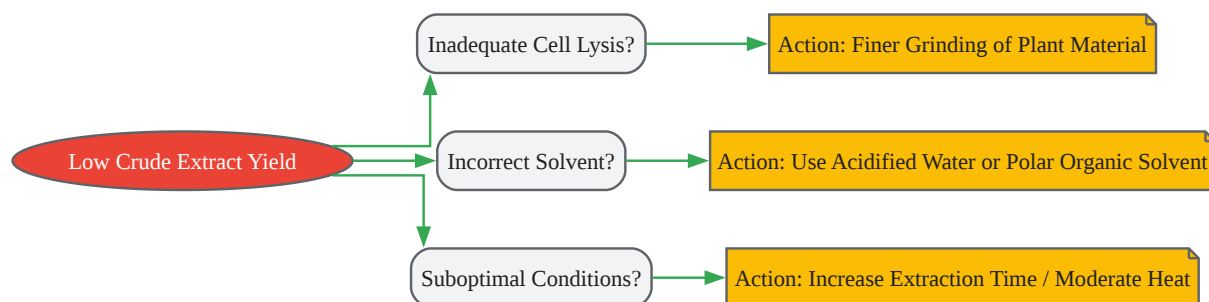 Inadequate Cell Lysis?
Action: Finer Grinding of Plant Material
Low Crude Extract Yield
Incorrect Solvent?
Action: Use Acidified Water or Polar Organic Solvent
Suboptimal Conditions?
Action: Increase Extraction Time / Moderate Heat